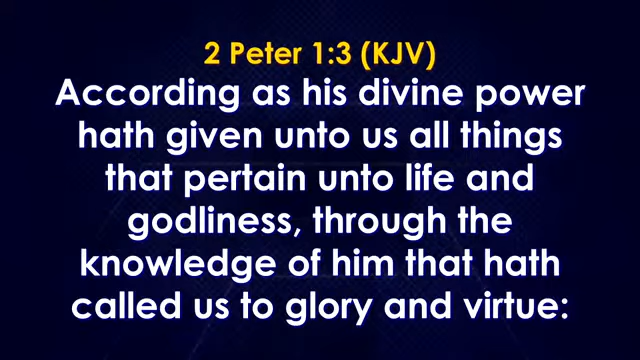 2 Peter 1:3 (KJV)
According as his divine power
hath given unto us all things
that pertain unto life and
godliness, through the
knowledge of him that hath
called us to glory and virtue: